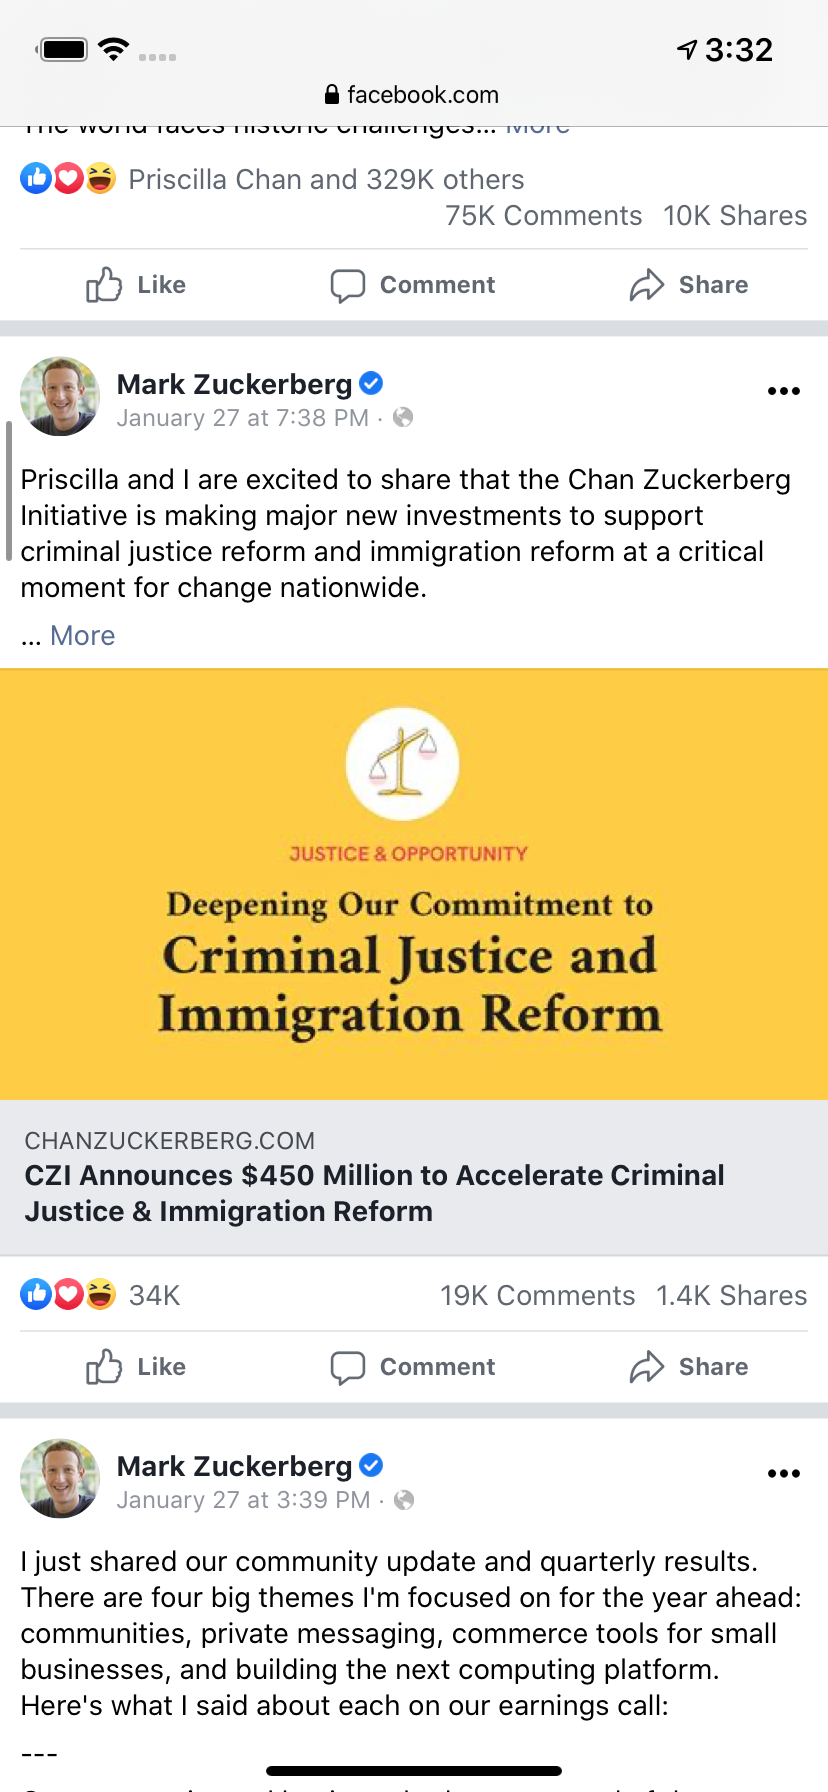 3:32
facebook.com
The world faces historic challenges... More
Priscilla Chan and 329K others
75K Comments 10K Shares
Like Comment Share
Mark Zuckerberg
January 27 at 7:38 PM ·
Priscilla and I are excited to share that the Chan Zuckerberg
Initiative is making major new investments to support
criminal justice reform and immigration reform at a critical
moment for change nationwide.
... More
JUSTICE & OPPORTUNITY
Deepening Our Commitment to
Criminal Justice and
Immigration Reform
CHANZUCKERBERG.COM
CZI Announces $450 Million to Accelerate Criminal
Justice & Immigration Reform
34K 19K Comments 1.4K Shares
Like Comment Share
Mark Zuckerberg
January 27 at 3:39 PM ·
I just shared our community update and quarterly results.
There are four big themes I'm focused on for the year ahead:
communities, private messaging, commerce tools for small
businesses, and building the next computing platform.
Here's what I said about each on our earnings call:
---